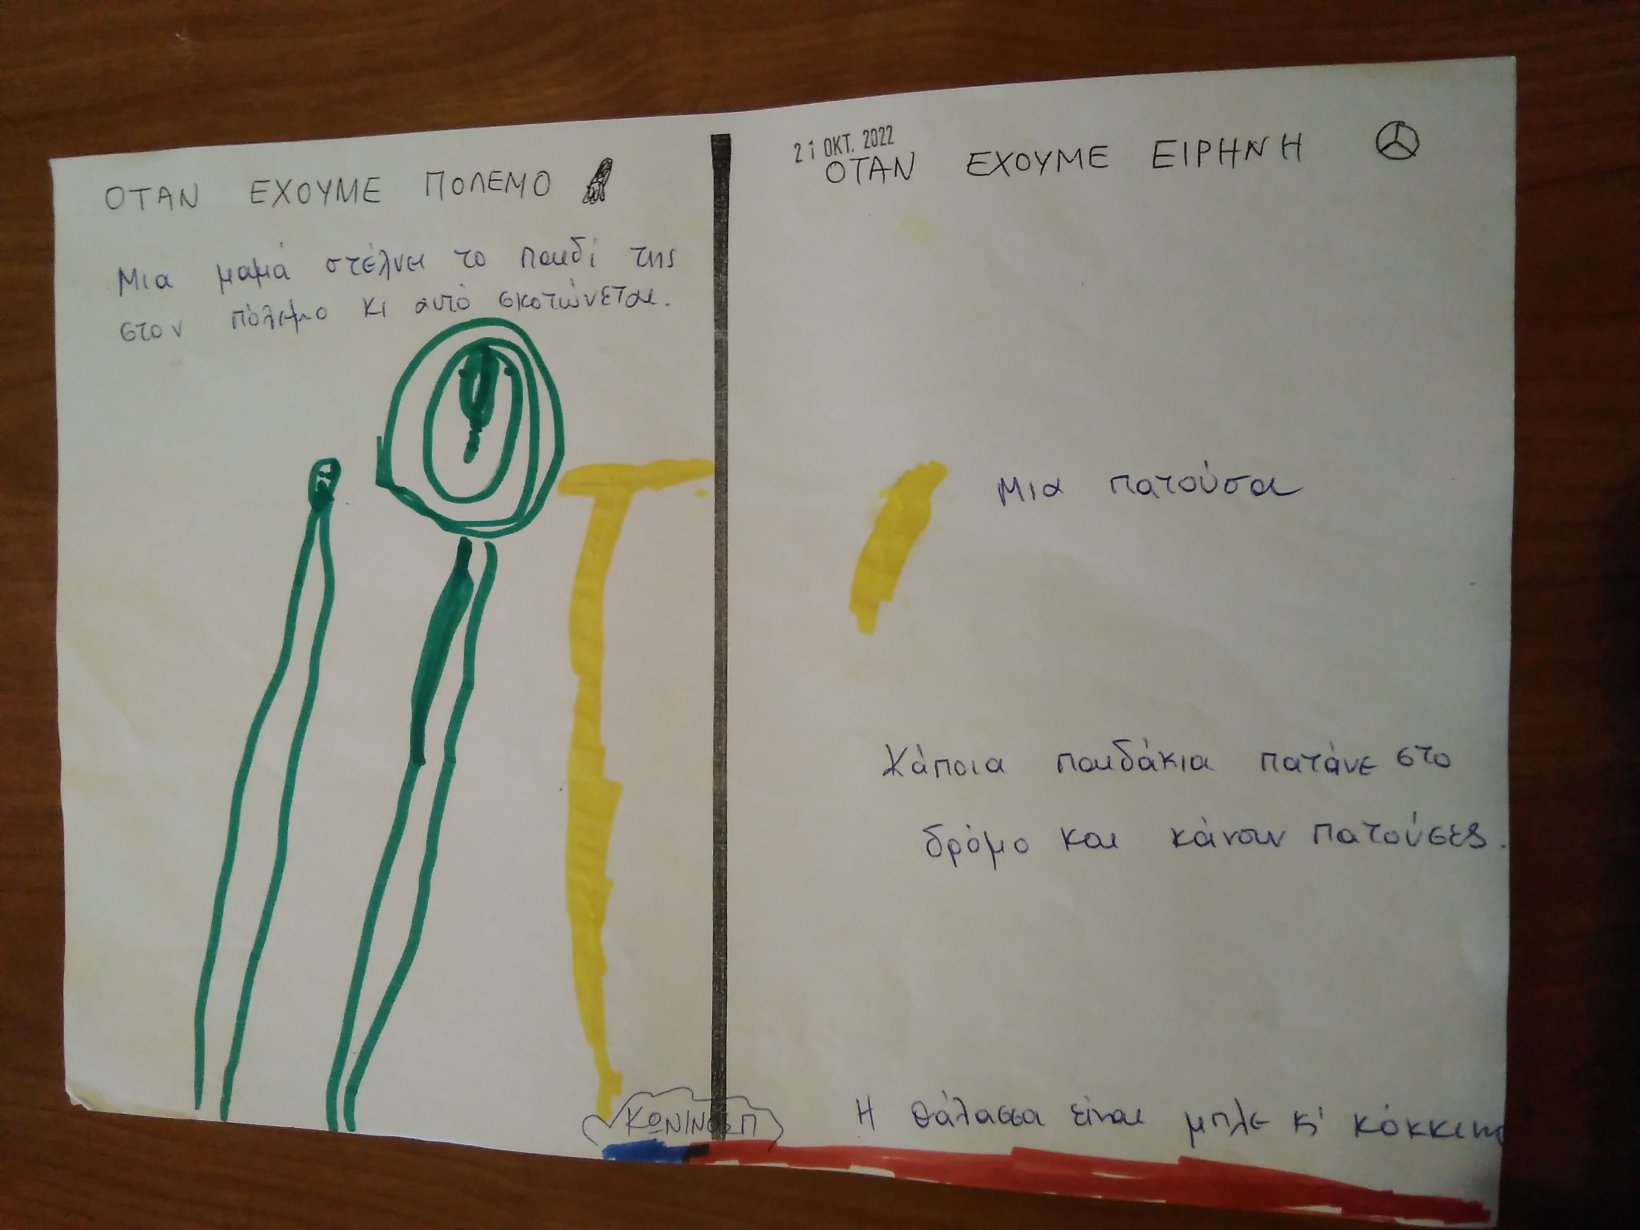 ΟΤΑΝ ΕΧΟΥΜΕ ΠΟΛΕΜΟ
Μια μαμά στέλνει το παιδί της
στον πόλεμο κι αυτό σκοτώνεται.
21 ΟΚΤ. 2022
ΟΤΑΝ ΕΧΟΥΜΕ ΕΙΡΗΝΗ
Μια πατούσα
Κάποια παιδάκια πατάνε στο
δρόμο και κάνουν πατούσες.
Η θάλασσα είναι μπλε κι κόκκινη